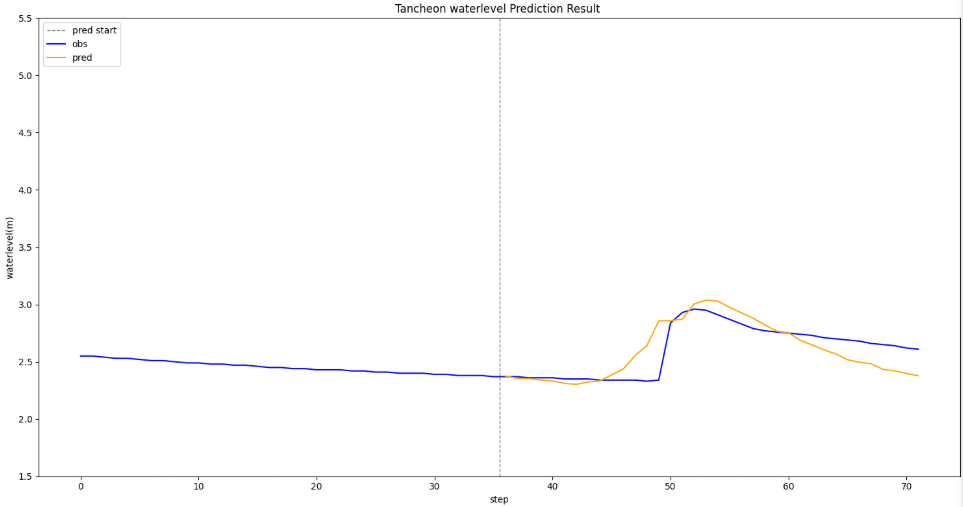 Tancheon waterlevel Prediction Result
pred start
obs
pred
5.5
5.0
4.5
4.0
3.5
3.0
2.5
2.0
1.5
waterlevel(m)
0 10 20 30 40 50 60 70
step